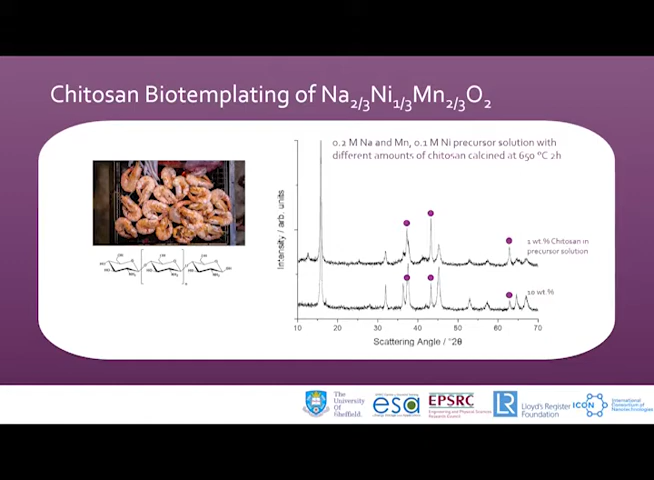 Chitosan Biotemplating of Na2/3Ni1/3Mn2/3O2
0.2 M Na and Mn, 0.1 M Ni precursor solution with
different amounts of chitosan calcined at 650 °C 2h
Intensity / arb. units
1 wt.% Chitosan in
precursor solution
10 wt.%
10 20 30 40 50 60 70
Scattering Angle / °2θ
The
University
Of
Sheffield.
esa
EPSRC
Engineering and Physical Sciences
Research Council
LR
Lloyd's Register
Foundation
ICON
International
Consortium of
Nanotechnologies